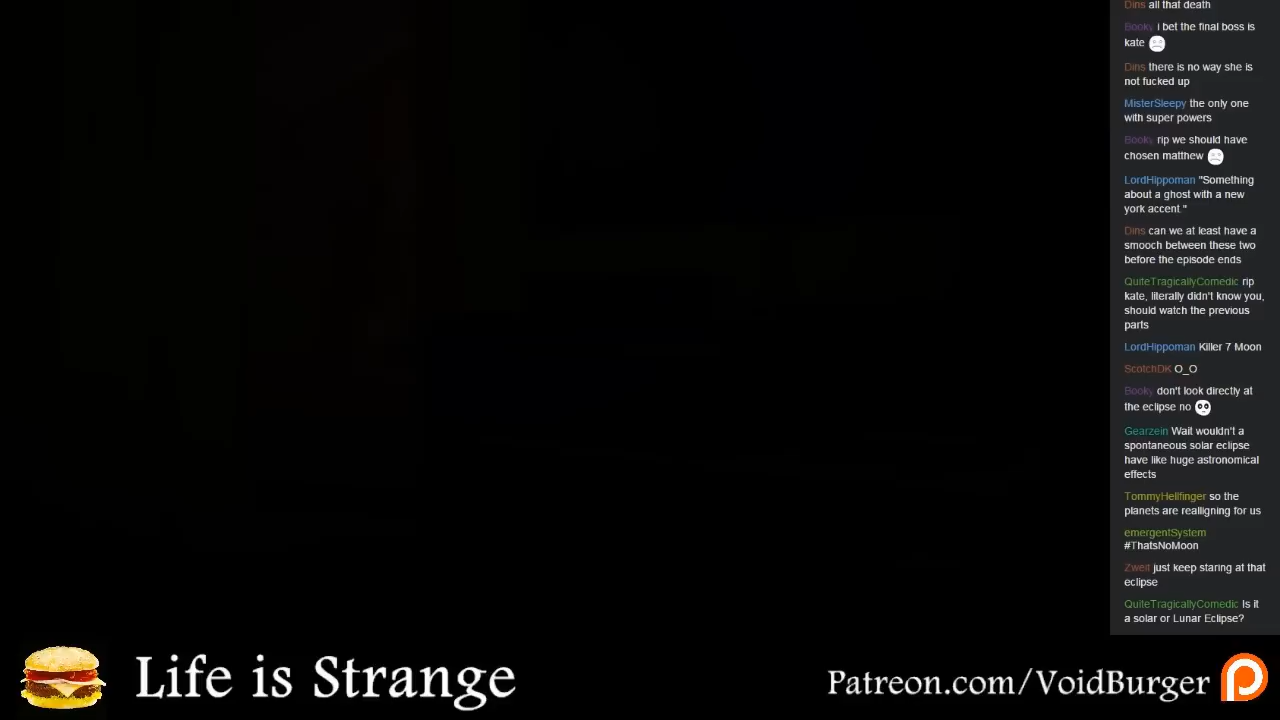 Dins all that death
Booky i bet the final boss is
kate
Dins there is no way she is
not fucked up
MisterSleepy the only one
with super powers
Booky rip we should have
chosen matthew
LordHippoman "Something
about a ghost with a new
york accent."
Dins can we at least have a
smooch between these two
before the episode ends
QuiteTragicallyComedic rip
kate, literally didn't know you,
should watch the previous
parts
LordHippoman Killer 7 Moon
ScotchDK O_O
Booky don't look directly at
the eclipse no
Gearzein Wait wouldn't a
spontaneous solar eclipse
have like huge astronomical
effects
TommyHellfinger so the
planets are realligning for us
emergentSystem
#ThatsNoMoon
Zwelf just keep staring at that
eclipse
QuiteTragicallyComedic Is it
a solar or Lunar Eclipse?
Life is Strange
Patreon.com/VoidBurger